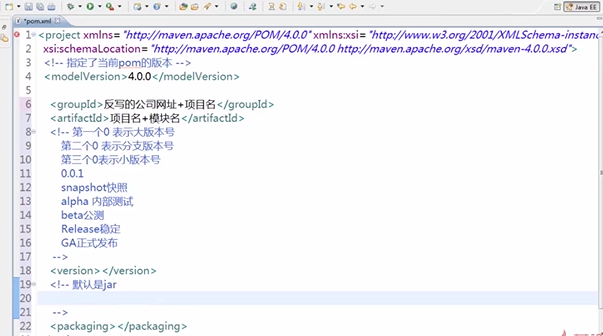 Java EE
*pom.xml
1 <project xmlns="http://maven.apache.org/POM/4.0.0" xmlns:xsi="http://www.w3.org/2001/XMLSchema-instanc
2 xsi:schemaLocation="http://maven.apache.org/POM/4.0.0 http://maven.apache.org/xsd/maven-4.0.0.xsd">
3 <!-- 指定了当前pom的版本 -->
4 <modelVersion>4.0.0</modelVersion>
5
6 <groupId>反写的公司网址+项目名</groupId>
7 <artifactId>项目名+模块名</artifactId>
8 <!-- 第一个0 表示大版本号
9 第二个0 表示分支版本号
10 第三个0表示小版本号
11 0.0.1
12 snapshot快照
13 alpha 内部测试
14 beta公测
15 Release稳定
16 GA正式发布
17 -->
18 <version></version>
19 <!-- 默认是jar
20
21 -->
22 <packaging></packaging>